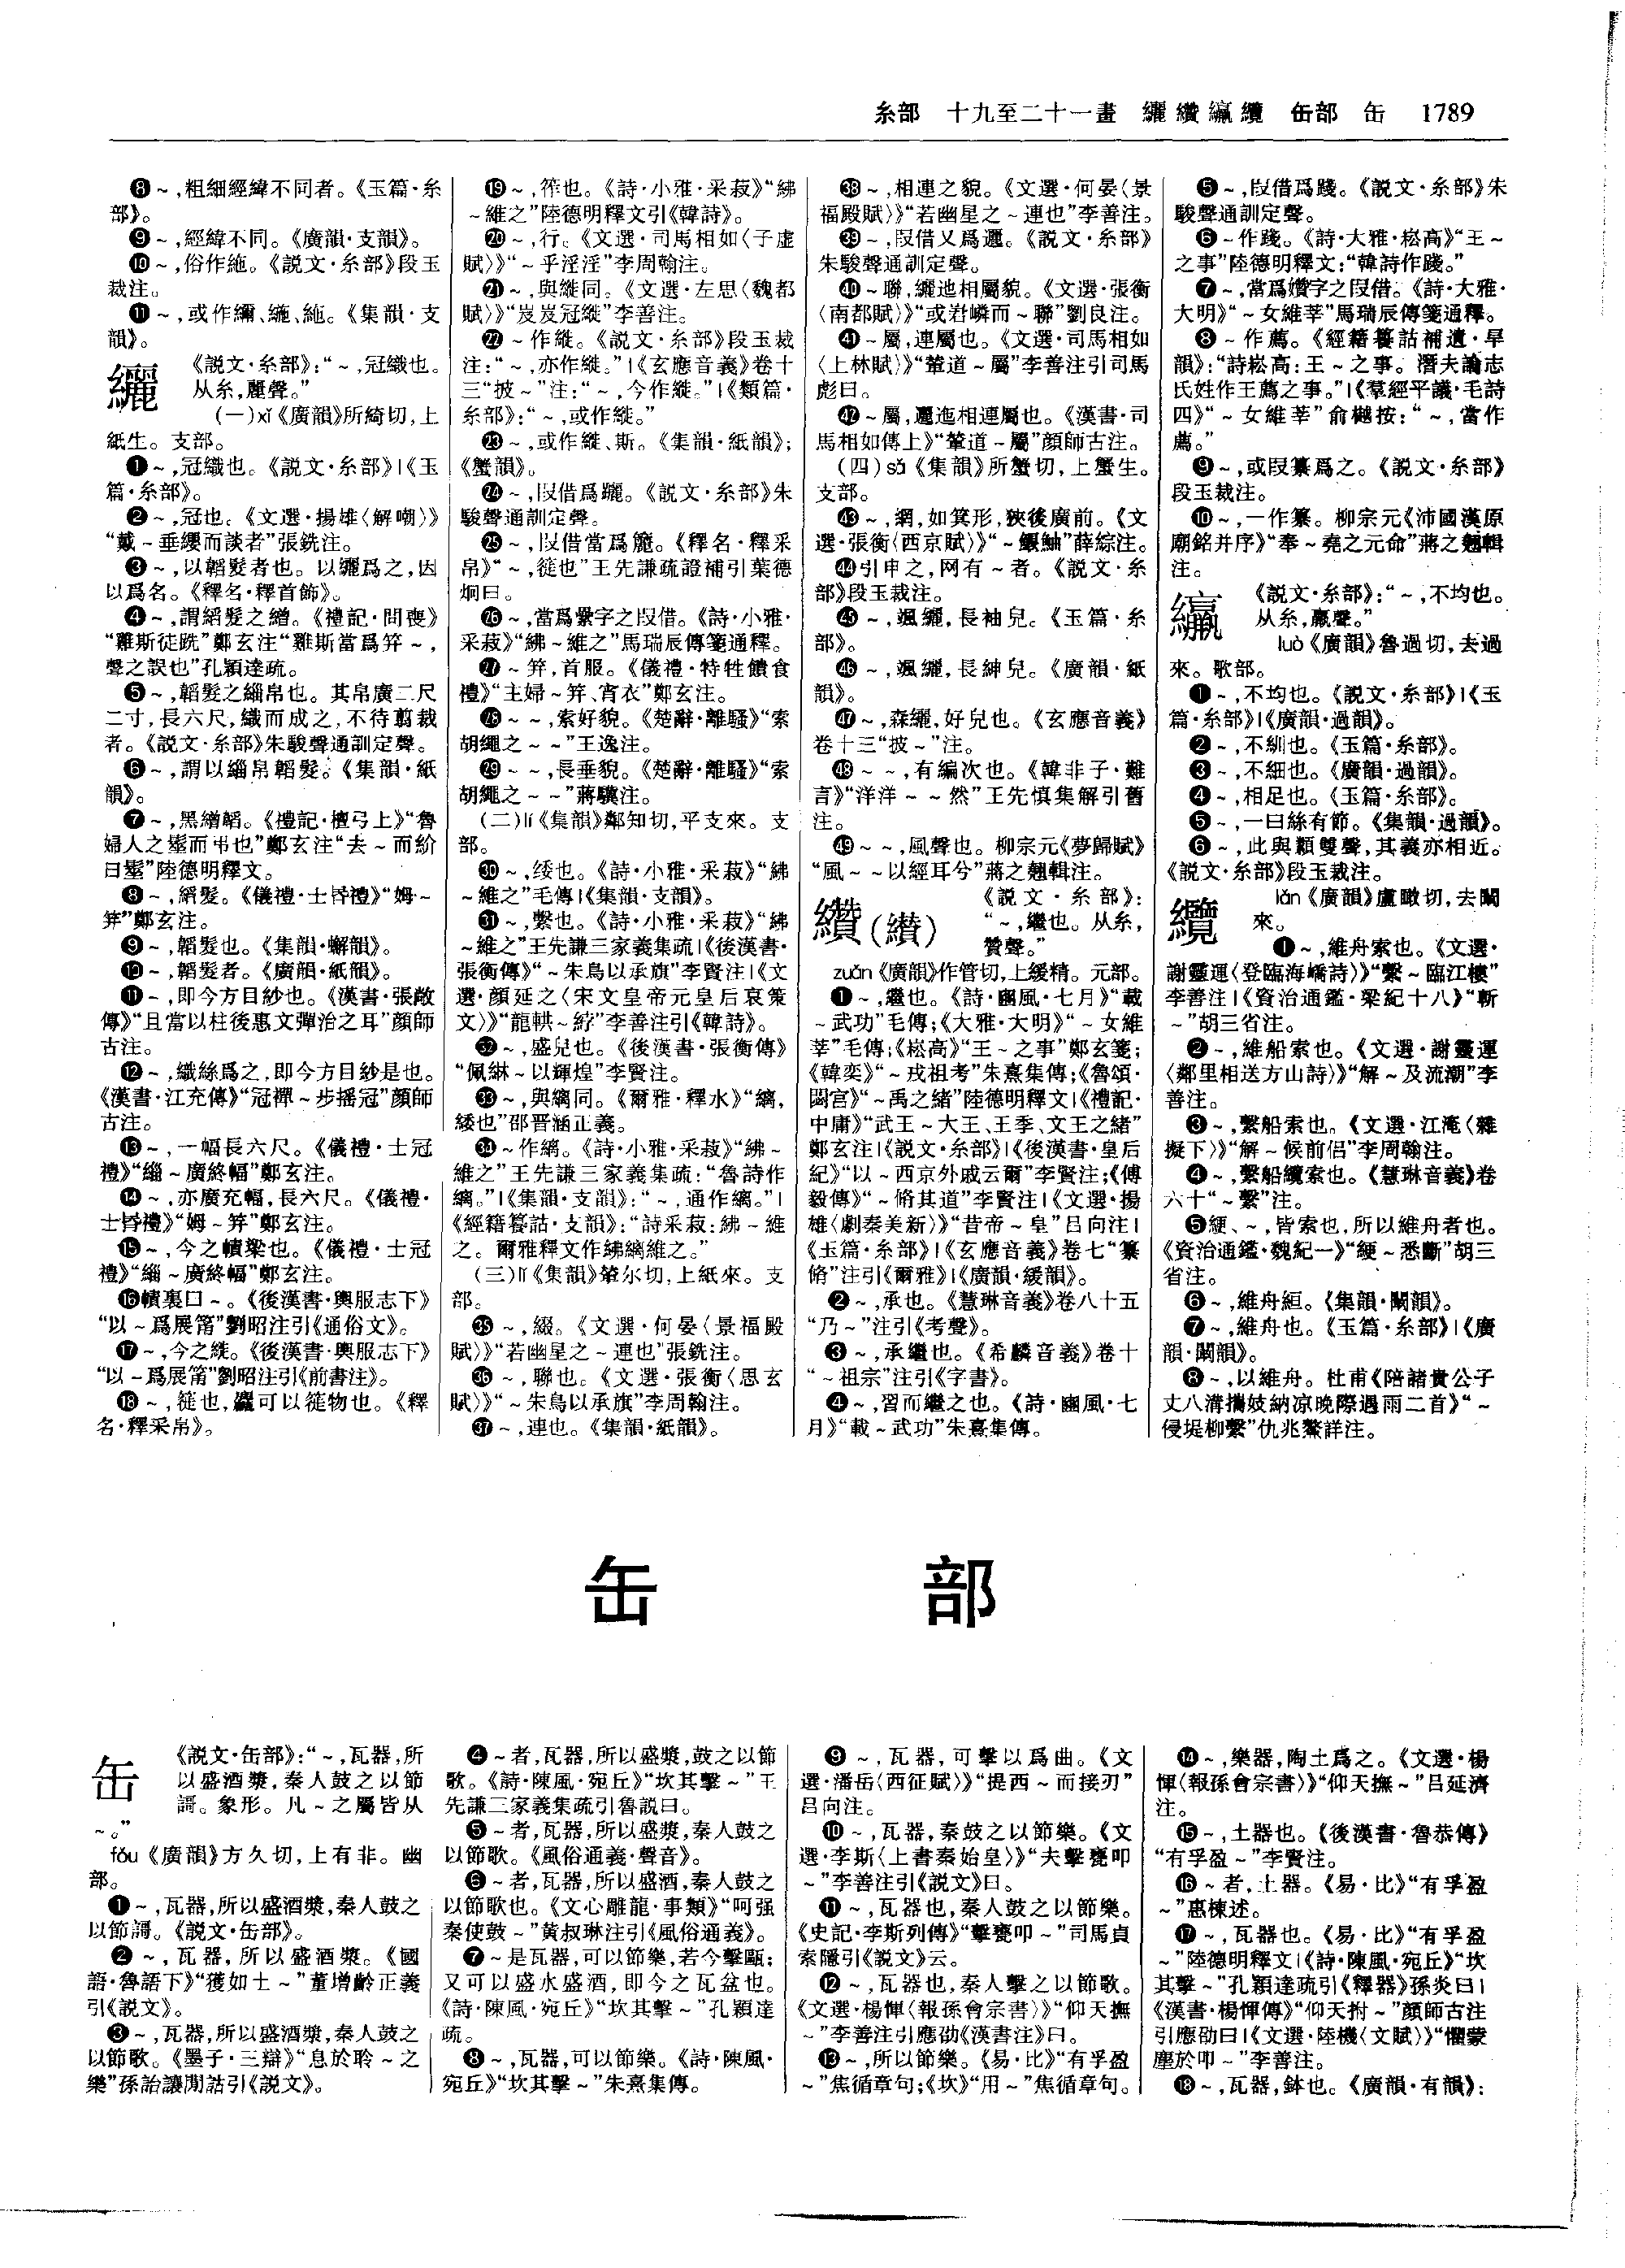 糸部 十九至二十一畫 纚纘纙纜 缶部 缶 1789
❽~,粗細經緯不同者。《玉篇·糸
部》。
❾~,經緯不同。《廣韻·支韻》。
❿~,俗作絁。《説文·糸部》段玉
裁注。
⓫~,或作繝、緆、絁。《集韻·支
韻》。
纚 《説文·糸部》:“~,冠織也。
从糸,麗聲。”
(一)xǐ《廣韻》所綺切,上
紙生。支部。
❶~,冠織也。《説文·糸部》|《玉
篇·糸部》。
❷~,冠也。《文選·揚雄〈解嘲〉》
“戴~垂纓而談者”張銑注。
❸~,以韜髮者也。以纚爲之,因
以爲名。《釋名·釋首飾》。
❹~,謂縚髮之繒。《禮記·問喪》
“雞斯徒跣”鄭玄注“雞斯當爲笄~,
聲之誤也”孔穎達疏。
❺~,韜髮之緇帛也。其帛廣二尺
二寸,長六尺,織而成之,不待翦裁
者。《説文·糸部》朱駿聲通訓定聲。
❻~,謂以緇帛韜髮。《集韻·紙
韻》。
❼~,黑繒韜。《禮記·檀弓上》“魯
婦人之髽而弔也”鄭玄注“去~而紒
曰髽”陸德明釋文。
❽~,縚髮。《儀禮·士昏禮》“姆~
笄”鄭玄注。
❾~,韜髮也。《集韻·蟹韻》。
❿~,韜髮者。《廣韻·紙韻》。
⓫~,即今方目紗也。《漢書·張敞
傳》“且當以柱後惠文彈治之耳”顔師
古注。
⓬~,織絲爲之,即今方目紗是也。
《漢書·江充傳》“冠襌~步摇冠”顔師
古注。
⓭~,一幅長六尺。《儀禮·士冠
禮》“緇~廣終幅”鄭玄注。
⓮~,亦廣充幅,長六尺。《儀禮·
士昏禮》“姆~笄”鄭玄注。
⓯~,今之幘梁也。《儀禮·士冠
禮》“緇~廣終幅”鄭玄注。
⓰幘裏曰~。《後漢書·輿服志下》
“以~爲展筩”劉昭注引《通俗文》。
⓱~,今之緌。《後漢書·輿服志下》
“以~爲展筩”劉昭注引《前書注》。
⓲~,簁也,麤可以簁物也。《釋
名·釋采帛》。
⓳~,筰也。《詩·小雅·采菽》“紼
~維之”陸德明釋文引《韓詩》。
⓴~,行。《文選·司馬相如〈子虚
賦〉》“~乎淫淫”李周翰注。
㉑~,與縰同。《文選·左思〈魏都
賦〉》“岌岌冠縰”李善注。
㉒~作縰。《説文·糸部》段玉裁
注:“~,亦作縰。”|《玄應音義》卷十
三“披~”注:“~,今作縰。”|《類篇·
糸部》:“~,或作縰。”
㉓~,或作縰、斯。《集韻·紙韻》;
《蟹韻》。
㉔~,叚借爲躧。《説文·糸部》朱
駿聲通訓定聲。
㉕~,叚借當爲簏。《釋名·釋采
帛》“~,簁也”王先謙疏證補引葉德
炯曰。
㉖~,當爲纍字之叚借。《詩·小雅·
采菽》“紼~維之”馬瑞辰傳箋通釋。
㉗~笄,首服。《儀禮·特牲饋食
禮》“主婦~笄、宵衣”鄭玄注。
㉘~~,索好貌。《楚辭·離騷》“索
胡繩之~~”王逸注。
㉙~~,長垂貌。《楚辭·離騷》“索
胡繩之~~”蔣驥注。
(二)lí《集韻》鄰知切,平支來。支
部。
㉚~,緌也。《詩·小雅·采菽》“紼
~維之”毛傳|《集韻·支韻》。
㉛~,繫也。《詩·小雅·采菽》“紼
~維之”王先謙三家義集疏|《後漢書·
張衡傳》“~朱鳥以承旗”李賢注|《文
選·顔延之〈宋文皇帝元皇后哀策
文〉》“龍輁~綍”李善注引《韓詩》。
㉜~,盛皃也。《後漢書·張衡傳》
“佩綝~以輝煌”李賢注。
㉝~,與縭同。《爾雅·釋水》“縭,
緌也”邵晋涵正義。
㉞~作縭。《詩·小雅·采菽》“紼~
維之”王先謙三家義集疏:“魯詩作
縭。”|《集韻·支韻》:“~,通作縭。”|
《經籍籑詁·支韻》:“詩采菽:紼~維
之。爾雅釋文作紼縭維之。”
(三)lǐ《集韻》輦尒切,上紙來。支
部。
㉟~,綴。《文選·何晏〈景福殿
賦〉》“若幽星之~連也”張銑注。
㊱~,聯也。《文選·張衡〈思玄
賦〉》“~朱鳥以承旗”李周翰注。
㊲~,連也。《集韻·紙韻》。
㊳~,相連之貌。《文選·何晏〈景
福殿賦〉》“若幽星之~連也”李善注。
㊴~,叚借又爲邐。《説文·糸部》
朱駿聲通訓定聲。
㊵~聯,纚迆相屬貌。《文選·張衡
〈南都賦〉》“或岩嶙而~聯”劉良注。
㊶~屬,連屬也。《文選·司馬相如
〈上林賦〉》“輦道~屬”李善注引司馬
彪曰。
㊷~屬,邐迤相連屬也。《漢書·司
馬相如傳上》“輦道~屬”顔師古注。
(四)sǎ《集韻》所蟹切,上蟹生。
支部。
㊸~,網,如箕形,狹後廣前。《文
選·張衡〈西京賦〉》“~鰋鮋”薛綜注。
㊹引申之,网有~者。《説文·糸
部》段玉裁注。
㊺~,颯纚,長袖皃。《玉篇·糸
部》。
㊻~,颯纚,長紳皃。《廣韻·紙
韻》。
㊼~,森纚,好皃也。《玄應音義》
卷十三“披~”注。
㊽~~,有編次也。《韓非子·難
言》“洋洋~~然”王先慎集解引舊
注。
㊾~~,風聲也。柳宗元《夢歸賦》
“風~~以經耳兮”蔣之翹輯注。
纘(纉) 《説文·糸部》:
“~,繼也。从糸,
贊聲。”
zuǎn《廣韻》作管切,上緩精。元部。
❶~,繼也。《詩·豳風·七月》“載
~武功”毛傳;《大雅·大明》“~女維
莘”毛傳;《崧高》“王~之事”鄭玄箋;
《韓奕》“~戎祖考”朱熹集傳;《魯頌·
閟宫》“~禹之緒”陸德明釋文|《禮記·
中庸》“武王~大王、王季、文王之緒”
鄭玄注|《説文·糸部》|《後漢書·皇后
紀》“以~西京外戚云爾”李賢注;《傅
毅傳》“~脩其道”李賢注|《文選·揚
雄〈劇秦美新〉》“昔帝~皇”吕向注|
《玉篇·糸部》|《玄應音義》卷七“纂
脩”注引《爾雅》|《廣韻·緩韻》。
❷~,承也。《慧琳音義》卷八十五
“乃~”注引《考聲》。
❸~,承繼也。《希麟音義》卷十
“~祖宗”注引《字書》。
❹~,習而繼之也。《詩·豳風·七
月》“載~武功”朱熹集傳。
❺~,叚借爲踐。《説文·糸部》朱
駿聲通訓定聲。
❻~作踐。《詩·大雅·崧高》“王~
之事”陸德明釋文:“韓詩作踐。”
❼~,當爲嬻字之叚借。《詩·大雅·
大明》“~女維莘”馬瑞辰傳箋通釋。
❽~作薦。《經籍籑詁補遺·旱
韻》:“詩崧高:王~之事。潛夫論志
氏姓作王薦之事。”|《羣經平議·毛詩
四》“~女維莘”俞樾按:“~,當作
薦。”
❾~,或叚纂爲之。《説文·糸部》
段玉裁注。
❿~,一作纂。柳宗元《沛國漢原
廟銘并序》“奉~堯之元命”蔣之翹輯
注。
纙 《説文·糸部》:“~,不均也。
从糸,羸聲。”
luò《廣韻》魯過切,去過
來。歌部。
❶~,不均也。《説文·糸部》|《玉
篇·糸部》|《廣韻·過韻》。
❷~,不紃也。《玉篇·糸部》。
❸~,不細也。《廣韻·過韻》。
❹~,相足也。《玉篇·糸部》。
❺~,一曰絲有節。《集韻·過韻》。
❻~,此與纇雙聲,其義亦相近。
《説文·糸部》段玉裁注。
纜 lǎn《廣韻》盧瞰切,去闞
來。
❶~,維舟索也。《文選·
謝靈運〈登臨海嶠詩〉》“繫~臨江樓”
李善注|《資治通鑑·梁紀十八》“斬
~”胡三省注。
❷~,維船索也。《文選·謝靈運
〈鄰里相送方山詩〉》“解~及流潮”李
善注。
❸~,繫船索也。《文選·江淹〈雜
擬下〉》“解~候前侣”李周翰注。
❹~,繫船纜索也。《慧琳音義》卷
六十“~繫”注。
❺綆、~,皆索也,所以維舟者也。
《資治通鑑·魏紀一》“綆~悉斷”胡三
省注。
❻~,維舟絙。《集韻·闞韻》。
❼~,維舟也。《玉篇·糸部》|《廣
韻·闞韻》。
❽~,以維舟。杜甫《陪諸貴公子
丈八溝攜妓納凉晚際遇雨二首》“~
侵堤柳繫”仇兆鰲詳注。
缶 部
缶 《説文·缶部》:“~,瓦器,所
以盛酒漿,秦人鼓之以節
謌。象形。凡~之屬皆从
~。”
fǒu《廣韻》方久切,上有非。幽
部。
❶~,瓦器,所以盛酒漿,秦人鼓之
以節謌。《説文·缶部》。
❷~,瓦器,所以盛酒漿。《國
語·魯語下》“獲如土~”董增齡正義
引《説文》。
❸~,瓦器,所以盛酒漿,秦人鼓之
以節歌。《墨子·三辯》“息於聆~之
樂”孫詒讓閒詁引《説文》。
❹~者,瓦器,所以盛漿,鼓之以節
歌。《詩·陳風·宛丘》“坎其擊~”王
先謙三家義集疏引魯説曰。
❺~者,瓦器,所以盛漿,秦人鼓之
以節歌。《風俗通義·聲音》。
❻~者,瓦器,所以盛酒,秦人鼓之
以節歌也。《文心雕龍·事類》“呵强
秦使鼓~”黄叔琳注引《風俗通義》。
❼~是瓦器,可以節樂,若今擊甌;
又可以盛水盛酒,即今之瓦盆也。
《詩·陳風·宛丘》“坎其擊~”孔穎達
疏。
❽~,瓦器,可以節樂。《詩·陳風·
宛丘》“坎其擊~”朱熹集傳。
❾~,瓦器,可擊以爲曲。《文
選·潘岳〈西征賦〉》“提西~而接刃”
吕向注。
❿~,瓦器,秦鼓之以節樂。《文
選·李斯〈上書秦始皇〉》“夫擊甕叩
~”李善注引《説文》曰。
⓫~,瓦器也,秦人鼓之以節樂。
《史記·李斯列傳》“擊甕叩~”司馬貞
索隱引《説文》云。
⓬~,瓦器也,秦人擊之以節歌。
《文選·楊惲〈報孫會宗書〉》“仰天撫
~”李善注引應劭《漢書注》曰。
⓭~,所以節樂。《易·比》“有孚盈
~”焦循章句;《坎》“用~”焦循章句。
⓮~,樂器,陶土爲之。《文選·楊
惲〈報孫會宗書〉》“仰天撫~”吕延濟
注。
⓯~,土器也。《後漢書·魯恭傳》
“有孚盈~”李賢注。
⓰~者,土器。《易·比》“有孚盈
~”惠棟述。
⓱~,瓦器也。《易·比》“有孚盈
~”陸德明釋文|《詩·陳風·宛丘》“坎
其擊~”孔穎達疏引《釋器》孫炎曰|
《漢書·楊惲傳》“仰天拊~”顔師古注
引應劭曰|《文選·陸機〈文賦〉》“懼蒙
塵於叩~”李善注。
⓲~,瓦器,鉢也。《廣韻·有韻》: